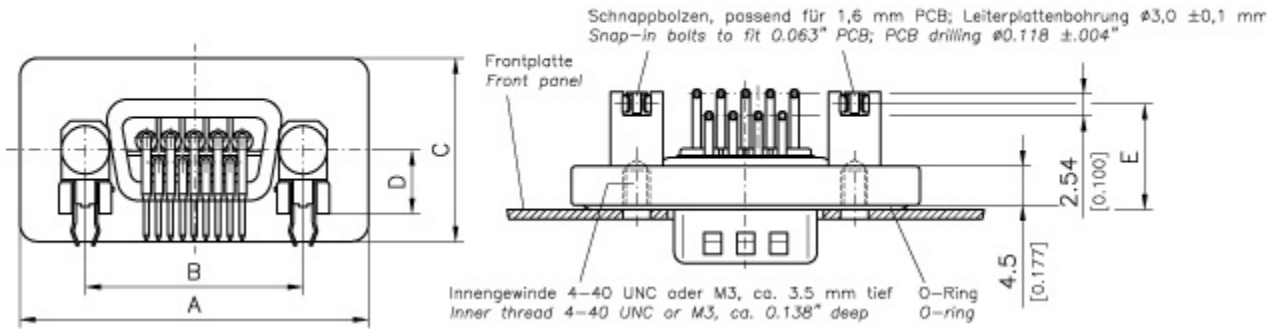 Schnappbolzen, passend für 1,6 mm PCB; Leiterplattenbohrung ø3,0 ±0,1 mm
Snap-in bolts to fit 0.063" PCB; PCB drilling ø0.118 ±.004"
Frontplatte
Front panel
C
D
B
A
E
2.54
[0.100]
4.5
[0.177]
Innengewinde 4-40 UNC oder M3, ca. 3.5 mm tief
Inner thread 4-40 UNC or M3, ca. 0.138" deep
O-Ring
O-ring